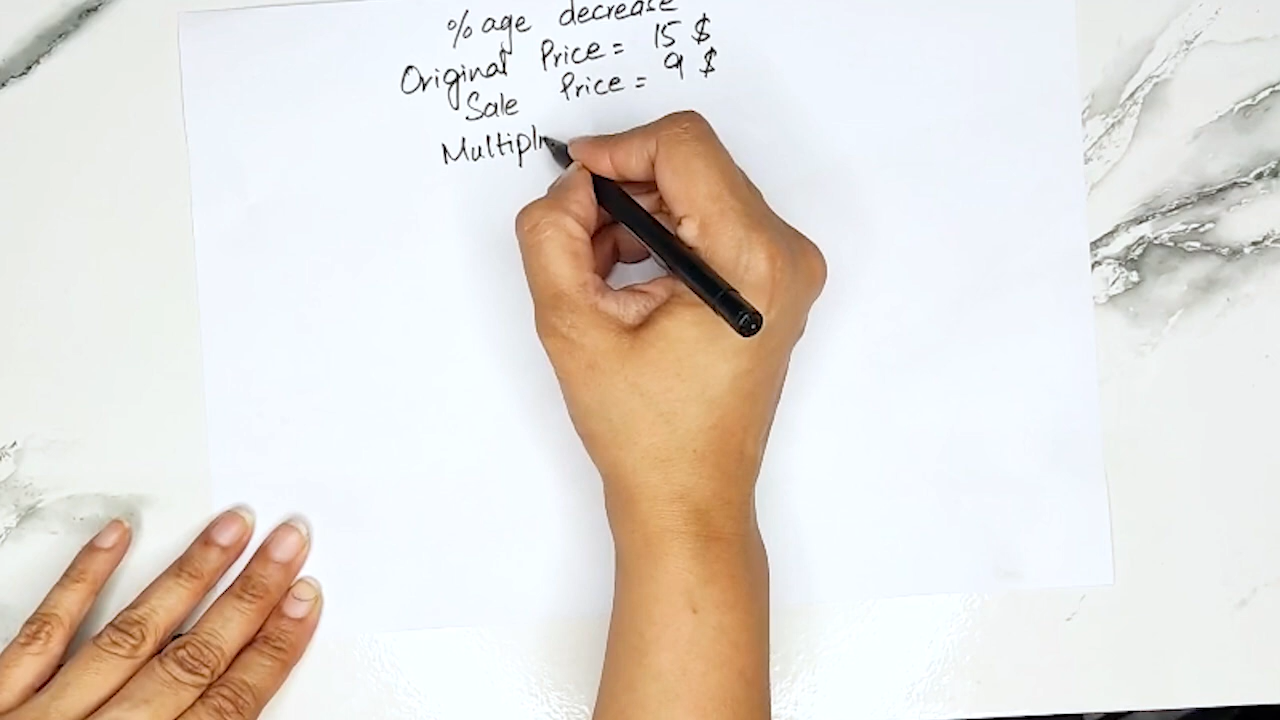 % age decrease
Original Price = 15 $
Sale Price = 9 $